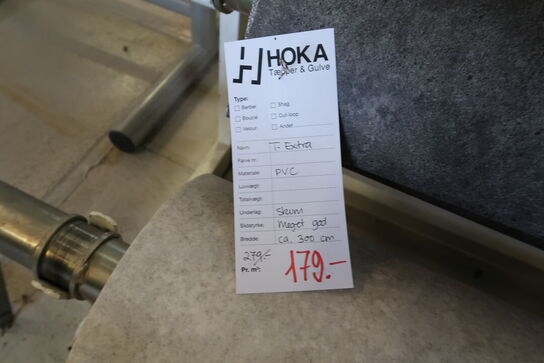 HOKA
Tæpper & Gulve
Type:
☐ Berber ☐ Shag
☐ Boucle ☐ Cut-loop
☐ Velour ☐ Andet
Navn: T- Extra
Farve nr.:
Materiale: PVC
Luvvægt:
Totalvægt:
Underlag: Skum
Slidstyrke: Meget god
Bredde: ca. 300 cm
279.-
Pr. m²: 179.-